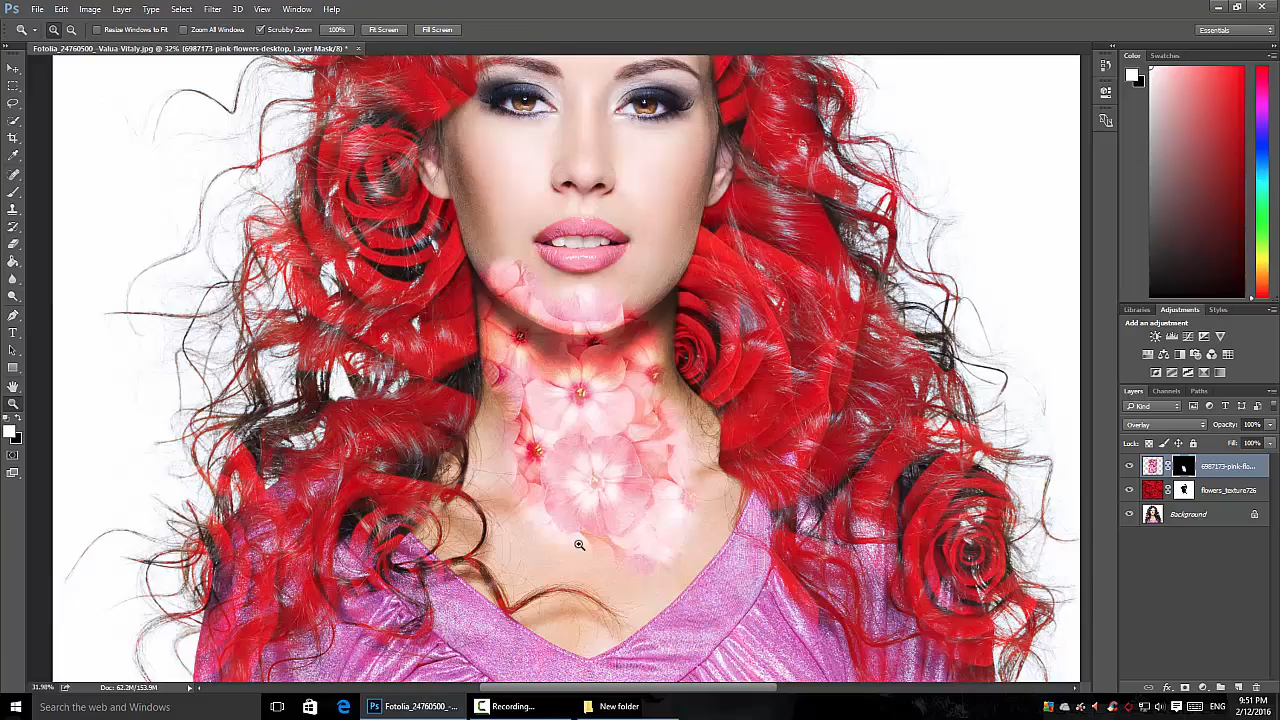 Ps File Edit Image Layer Type Select Filter 3D View Window Help
Resize Windows to Fit Zoom All Windows Scrubby Zoom 100% Fit Screen Fill Screen Essentials
Fotolia_24760500_-Valua-Vitaly.jpg @ 32% (6987173-pink-flowers-desktop, Layer Mask/8) * ×
Color Swatches
Libraries Adjustments Styles
Add an adjustment
Layers Channels Paths
Kind
Overlay Opacity: 100%
Lock: Fill: 100%
6987173-pink-flo...
flowers_texture726
Background
31.98% Doc: 62.2M/153.9M
Search the web and Windows
Ps Fotolia_24760500_-...
Recording...
New folder
ENG
9:51 PM
2/12/2016